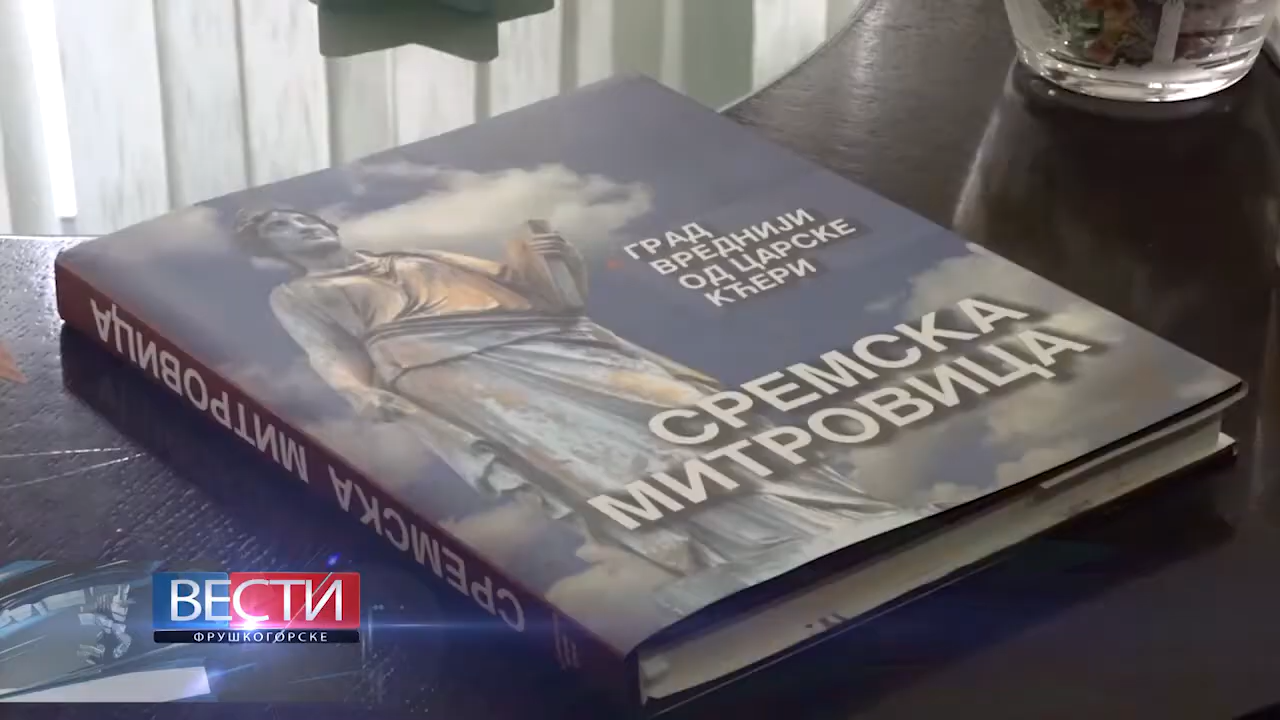 ГРАД
ВРЕДНИЈИ
ОД ЦАРСКЕ
КЋЕРИ
СРЕМСКА
МИТРОВИЦА
СРЕМСКА МИТРОВИЦА
ВЕСТИ
ФРУШКОГОРСКЕ